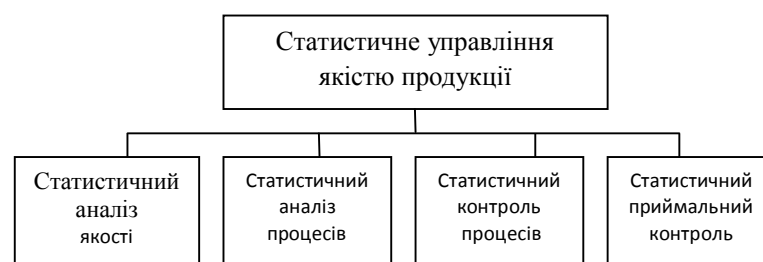 Статистичне управління
якістю продукції
Статистичний
аналіз
якості
Статистичний
аналіз
процесів
Статистичний
контроль
процесів
Статистичний
приймальний
контроль